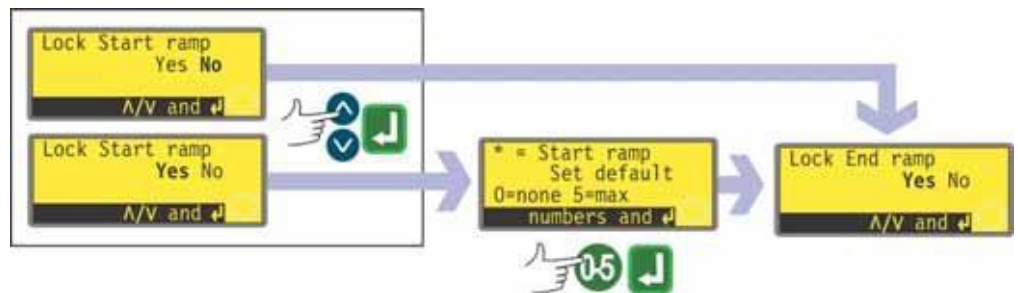 Lock Start ramp
Yes No
Λ/V and ↲
Lock Start ramp
Yes No
Λ/V and ↲
* = Start ramp
Set default
0=none 5=max
numbers and ↲
0-5
Lock End ramp
Yes No
Λ/V and ↲